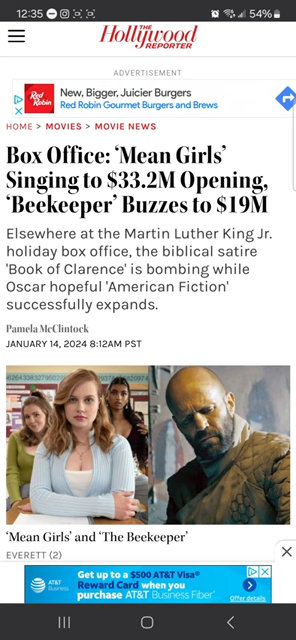 12:35
54%
THE
Hollywood
REPORTER
ADVERTISEMENT
Red
Robin
New, Bigger, Juicier Burgers
Red Robin Gourmet Burgers and Brews
HOME > MOVIES > MOVIE NEWS
Box Office: ‘Mean Girls’
Singing to $33.2M Opening,
‘Beekeeper’ Buzzes to $19M
Elsewhere at the Martin Luther King Jr.
holiday box office, the biblical satire
'Book of Clarence' is bombing while
Oscar hopeful 'American Fiction'
successfully expands.
Pamela McClintock
JANUARY 14, 2024 8:12AM PST
‘Mean Girls’ and ‘The Beekeeper’
EVERETT (2)
AT&T
Business
Get up to a $500 AT&T Visa®
Reward Card when you
purchase AT&T Business Fiber
Offer details